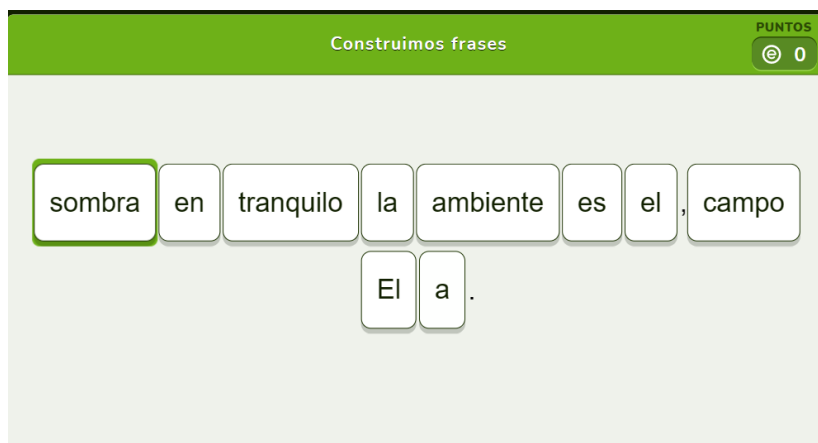 Construimos frases
PUNTOS
0
sombra en tranquilo la ambiente es el , campo
El a .